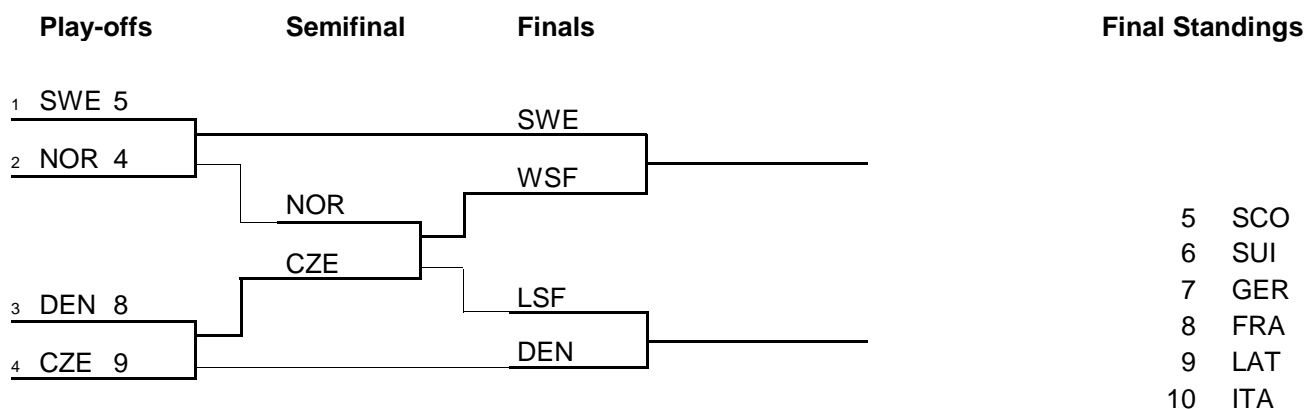 Play-offs Semifinal Finals Final Standings
1 SWE 5
SWE
2 NOR 4
WSF
NOR
5 SCO
CZE
6 SUI
7 GER
3 DEN 8
LSF
8 FRA
4 CZE 9
DEN
9 LAT
10 ITA